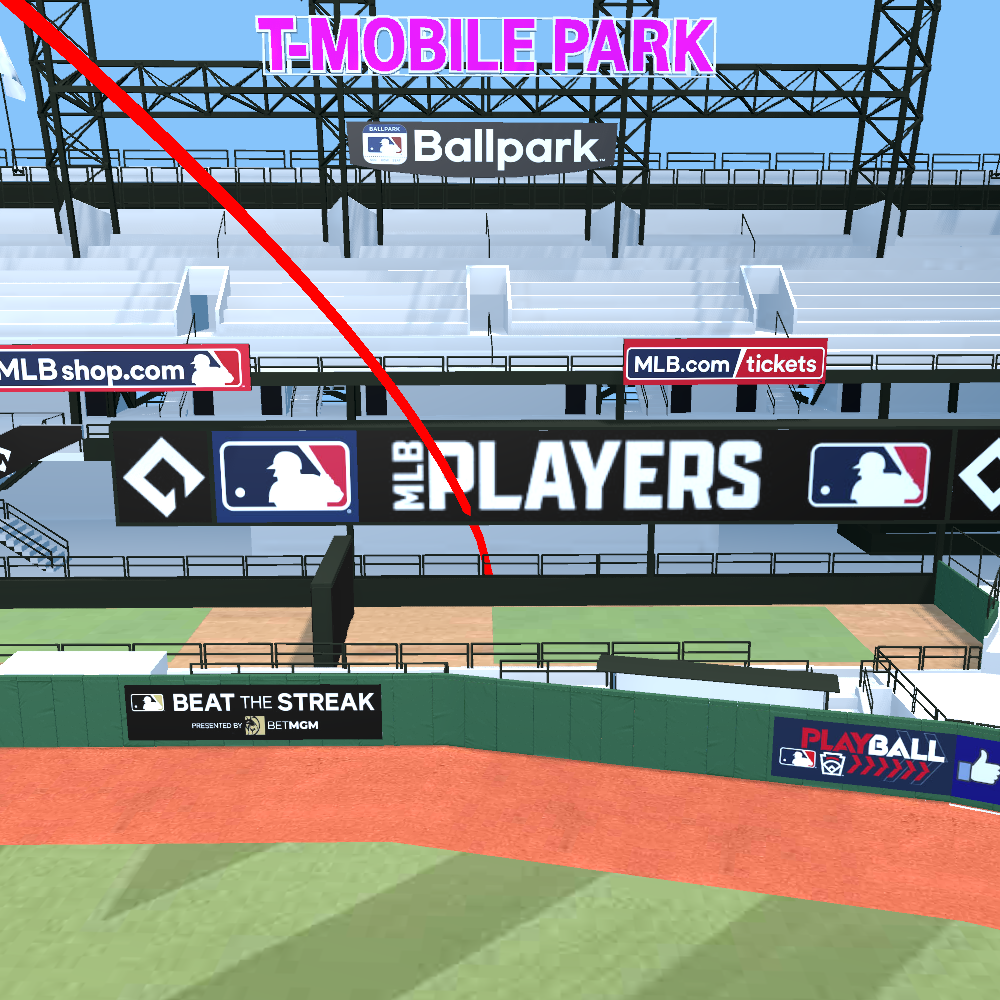 T-MOBILE PARK
BALLPARK
Ballpark
MLBshop.com
MLB.com/tickets
MLB PLAYERS
BEAT THE STREAK
PRESENTED BY BETMGM
PLAYBALL